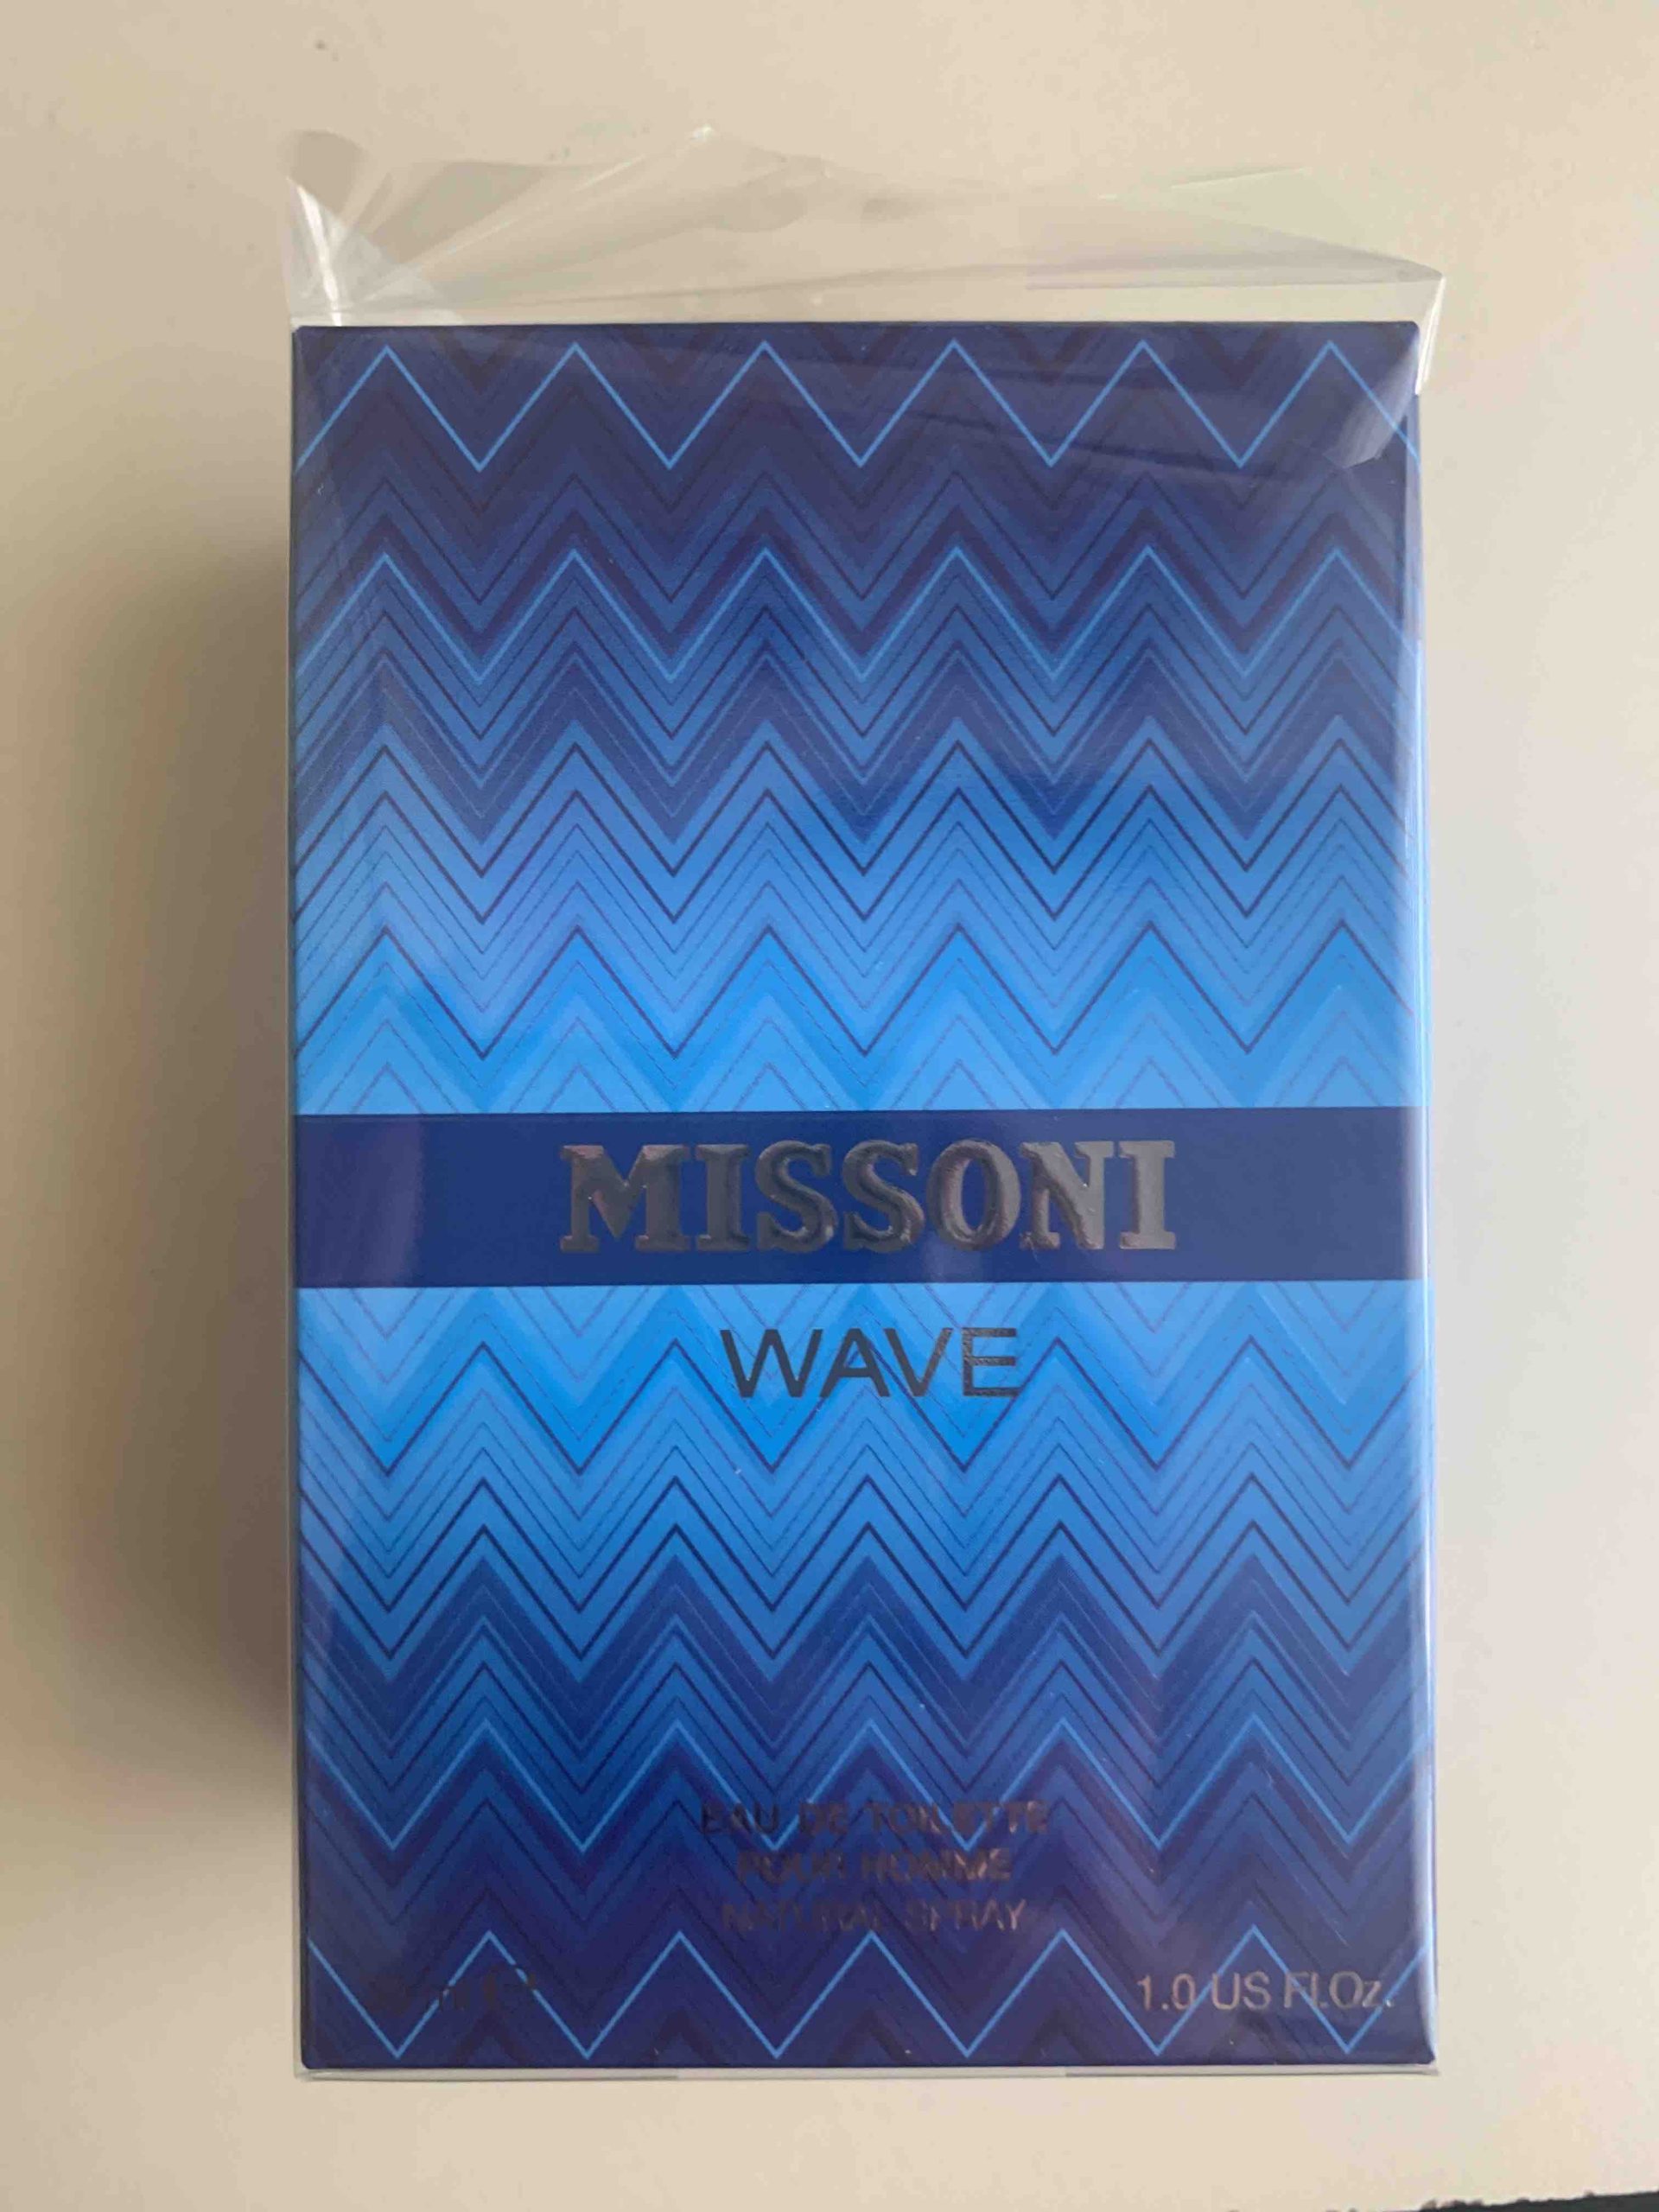 MISSONI
WAVE
EAU DE TOILETTE
POUR HOMME
NATURAL SPRAY
1.0 US Fl.Oz.